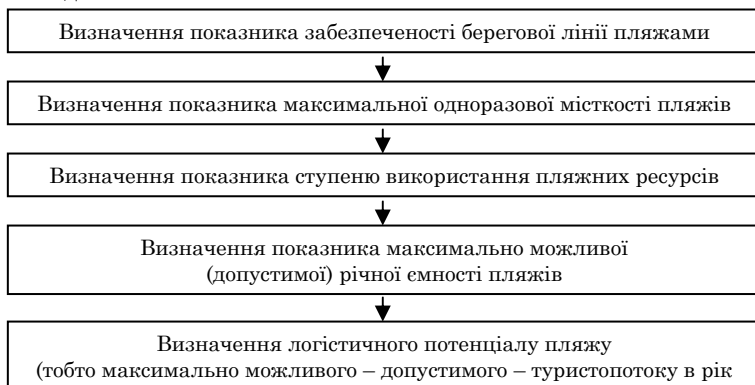 Визначення показника забезпеченості берегової лінії пляжами
Визначення показника максимальної одноразової місткості пляжів
Визначення показника ступеню використання пляжних ресурсів
Визначення показника максимально можливої
(допустимої) річної ємності пляжів
Визначення логістичного потенціалу пляжу
(тобто максимально можливого – допустимого – туристопотоку в рік